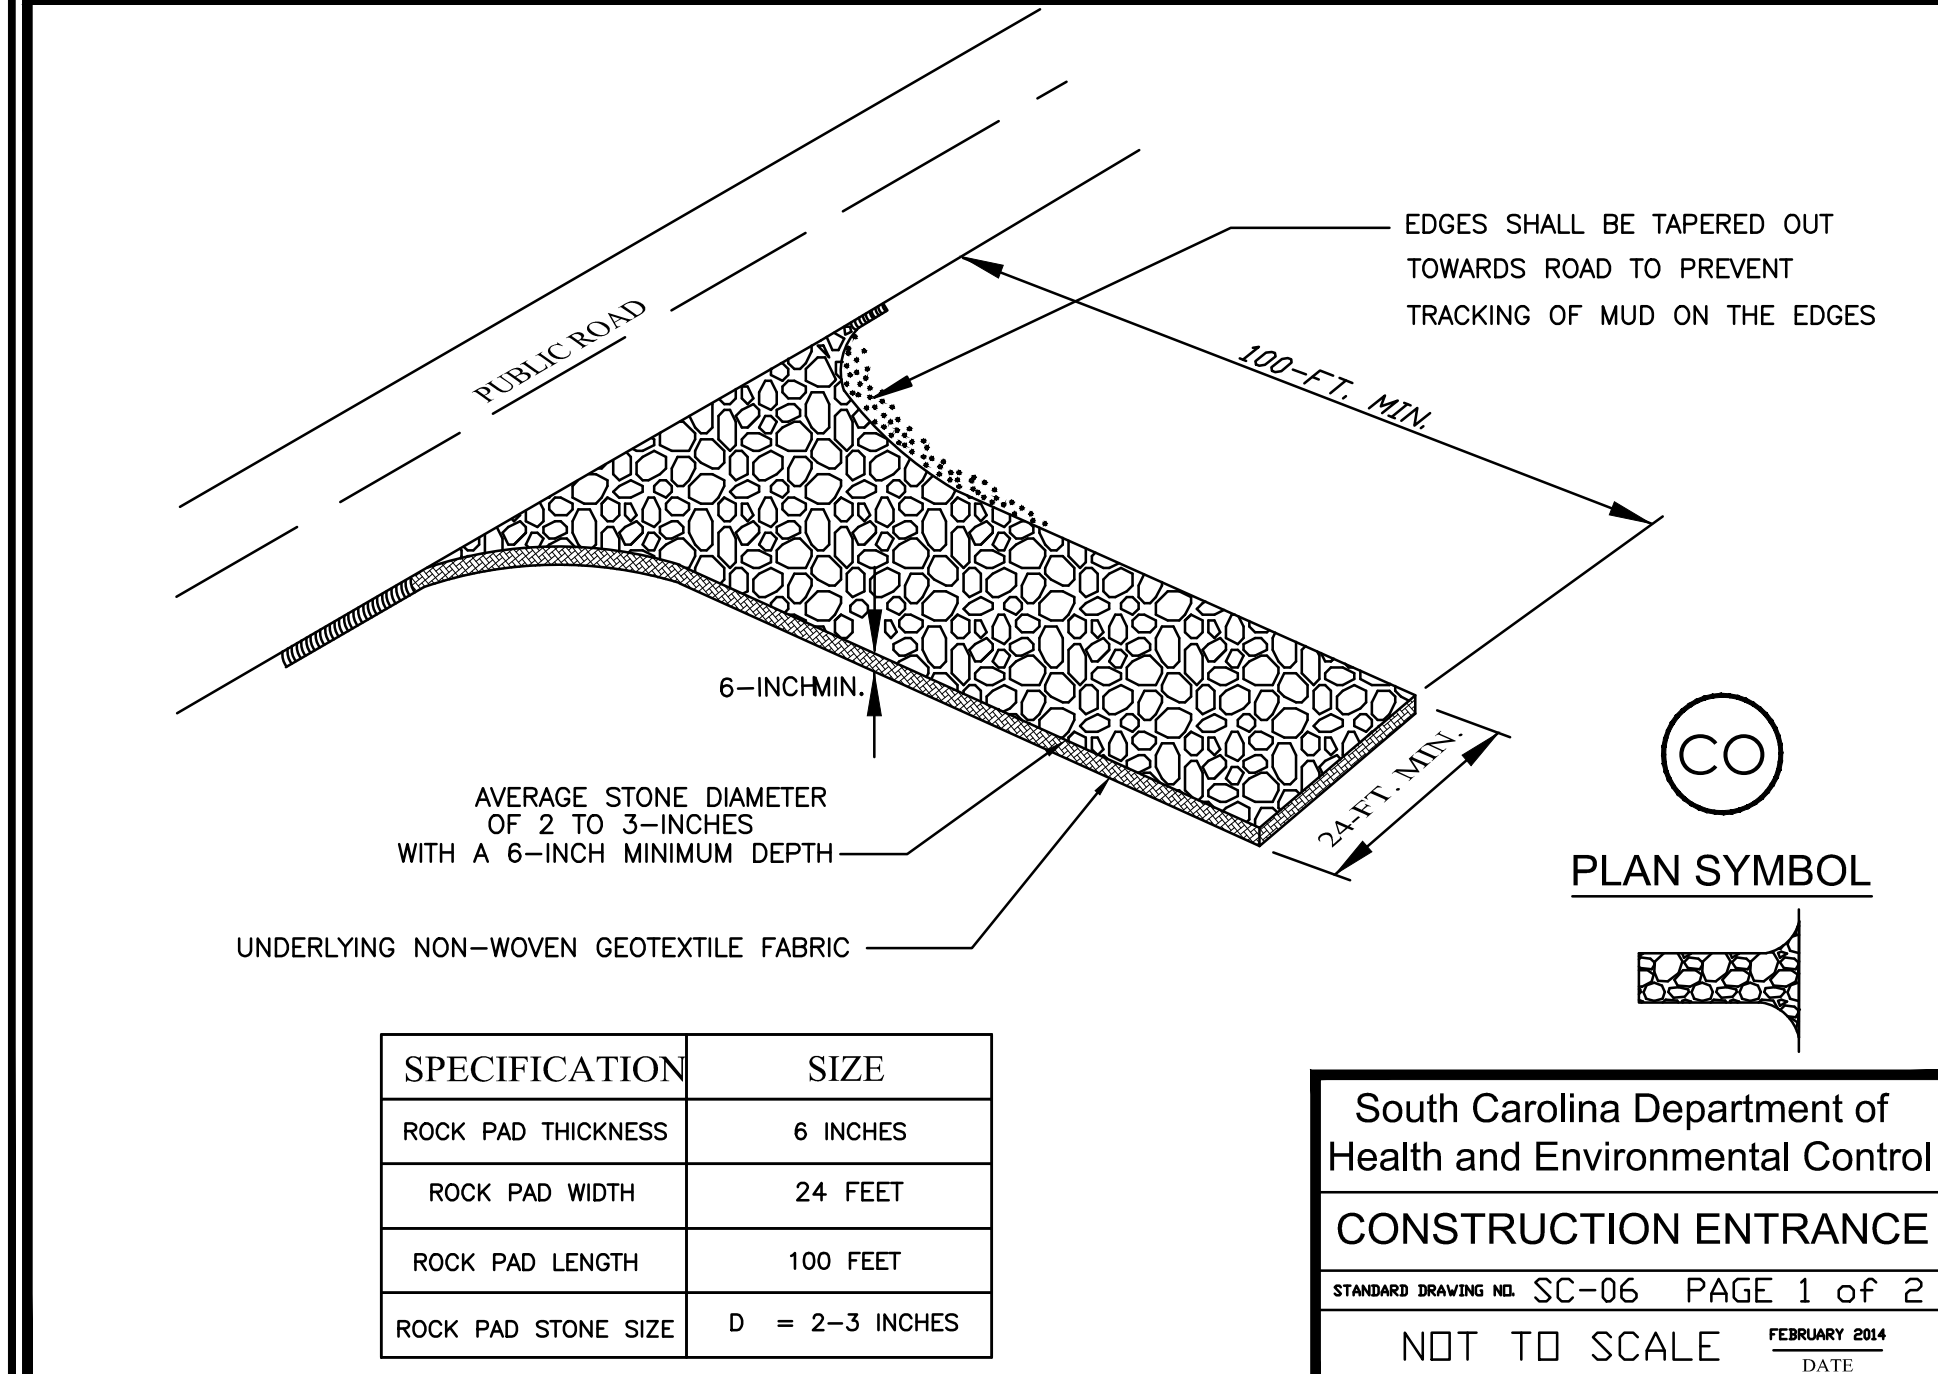 PUBLIC ROAD
EDGES SHALL BE TAPERED OUT
TOWARDS ROAD TO PREVENT
TRACKING OF MUD ON THE EDGES
100-FT. MIN.
6-INCH MIN.
24-FT. MIN.
AVERAGE STONE DIAMETER
OF 2 TO 3-INCHES
WITH A 6-INCH MINIMUM DEPTH
UNDERLYING NON-WOVEN GEOTEXTILE FABRIC
CO
PLAN SYMBOL
SPECIFICATION SIZE
ROCK PAD THICKNESS 6 INCHES
ROCK PAD WIDTH 24 FEET
ROCK PAD LENGTH 100 FEET
ROCK PAD STONE SIZE D = 2-3 INCHES
South Carolina Department of
Health and Environmental Control
CONSTRUCTION ENTRANCE
STANDARD DRAWING NO. SC-06 PAGE 1 of 2
NOT TO SCALE FEBRUARY 2014
DATE